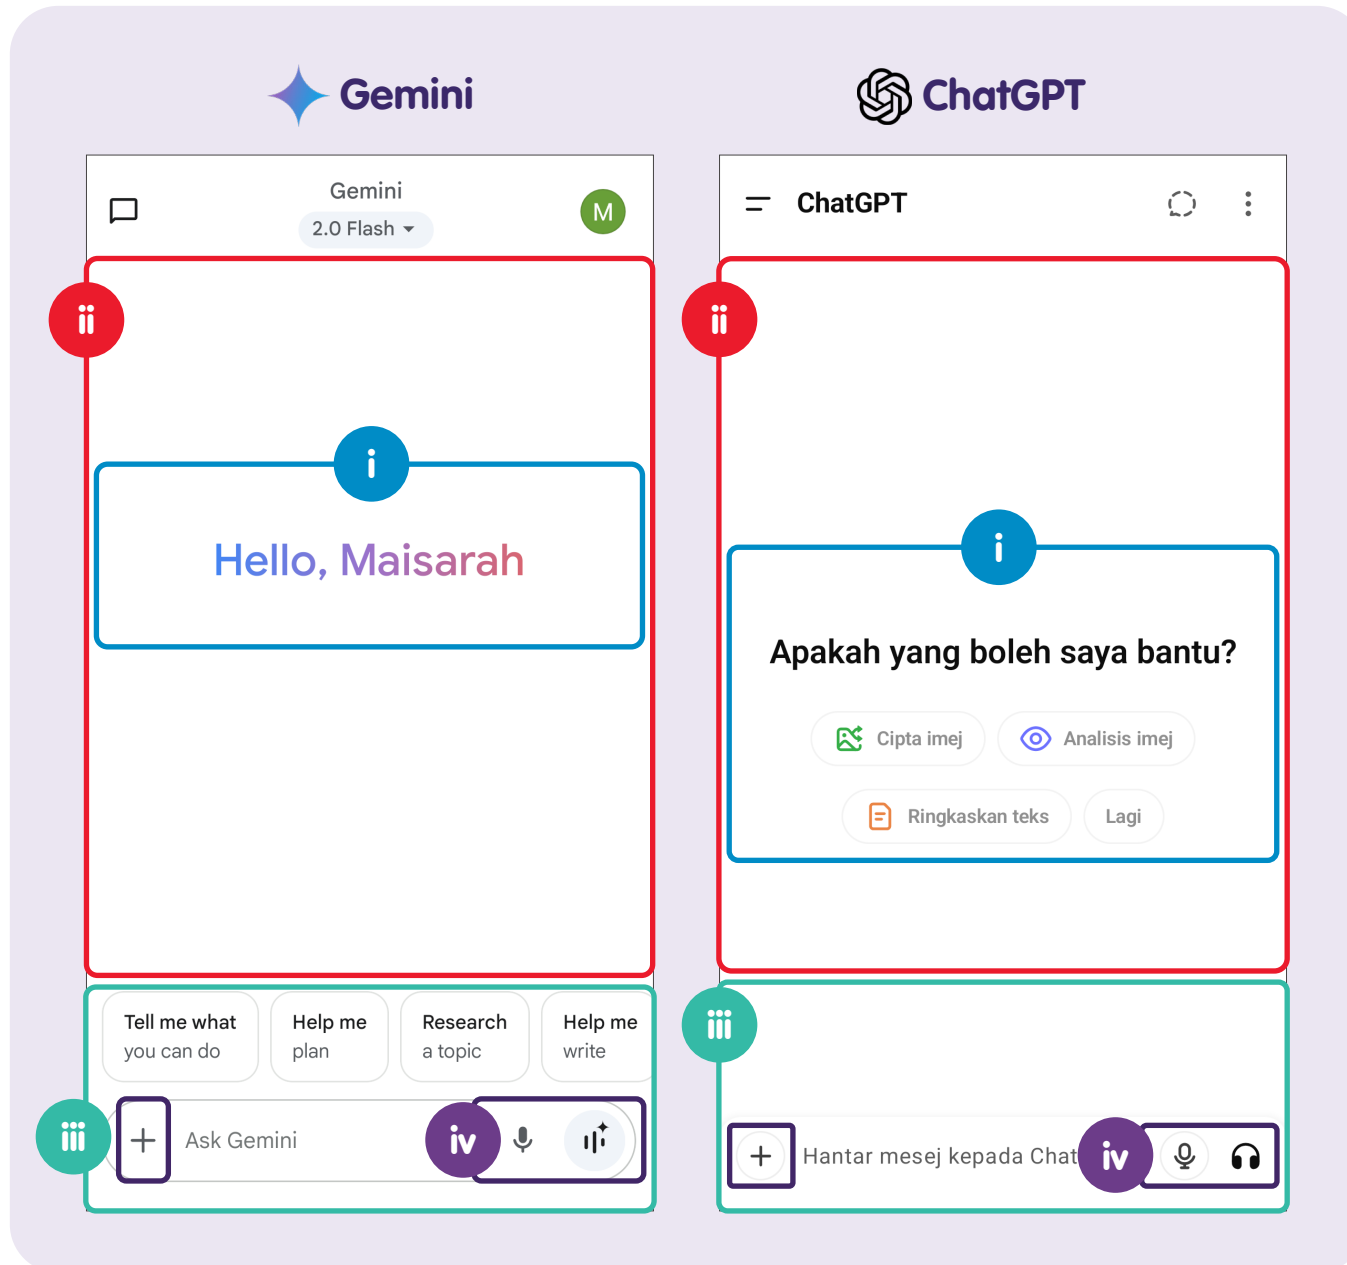 Gemini
Gemini
2.0 Flash
M
ii
i
Hello, Maisarah
Tell me what
you can do
Help me
plan
Research
a topic
Help me
write
iii
Ask Gemini
iv
ChatGPT
ChatGPT
ii
i
Apakah yang boleh saya bantu?
Cipta imej
Analisis imej
Ringkaskan teks
Lagi
iii
Hantar mesej kepada Chat
iv